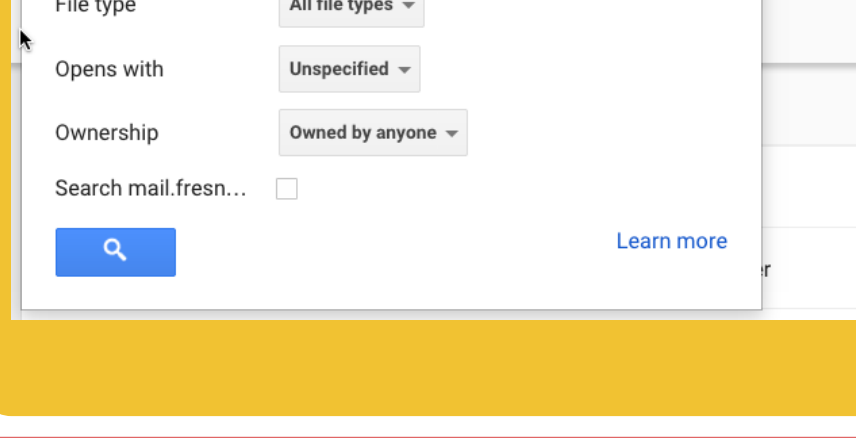 File type All file types
Opens with Unspecified
Ownership Owned by anyone
Search mail.fresn...
Learn more